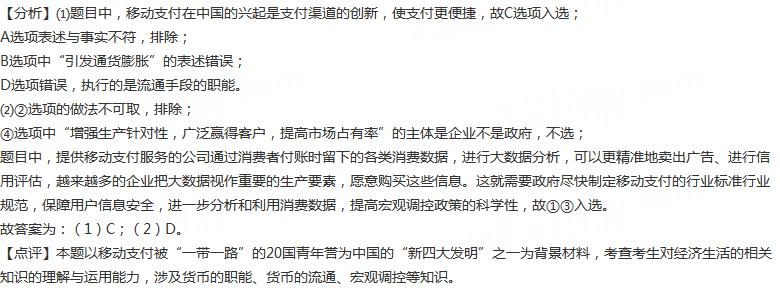 【分析】⑴题目中，移动支付在中国的兴起是支付渠道的创新，使支付更便捷，故C选项入选；
A选项表述与事实不符，排除；
B选项中“引发通货膨胀”的表述错误；
D选项错误，执行的是流通手段的职能。
⑵②选项的做法不可取，排除；
④选项中“增强生产针对性，广泛赢得客户，提高市场占有率”的主体是企业不是政府，不选；
题目中，提供移动支付服务的公司通过消费者付账时留下的各类消费数据，进行大数据分析，可以更精准地卖出广告、进行信
用评估，越来越多的企业把大数据视作重要的生产要素，愿意购买这些信息。这就需要政府尽快制定移动支付的行业标准行业
规范，保障用户信息安全，进一步分析和利用消费数据，提高宏观调控政策的科学性，故①③入选。
故答案为：（1）C；（2）D。
【点评】本题以移动支付被“一带一路”的20国青年誉为中国的“新四大发明”之一为背景材料，考查考生对经济生活的相关
知识的理解与运用能力，涉及货币的职能、货币的流通、宏观调控等知识。